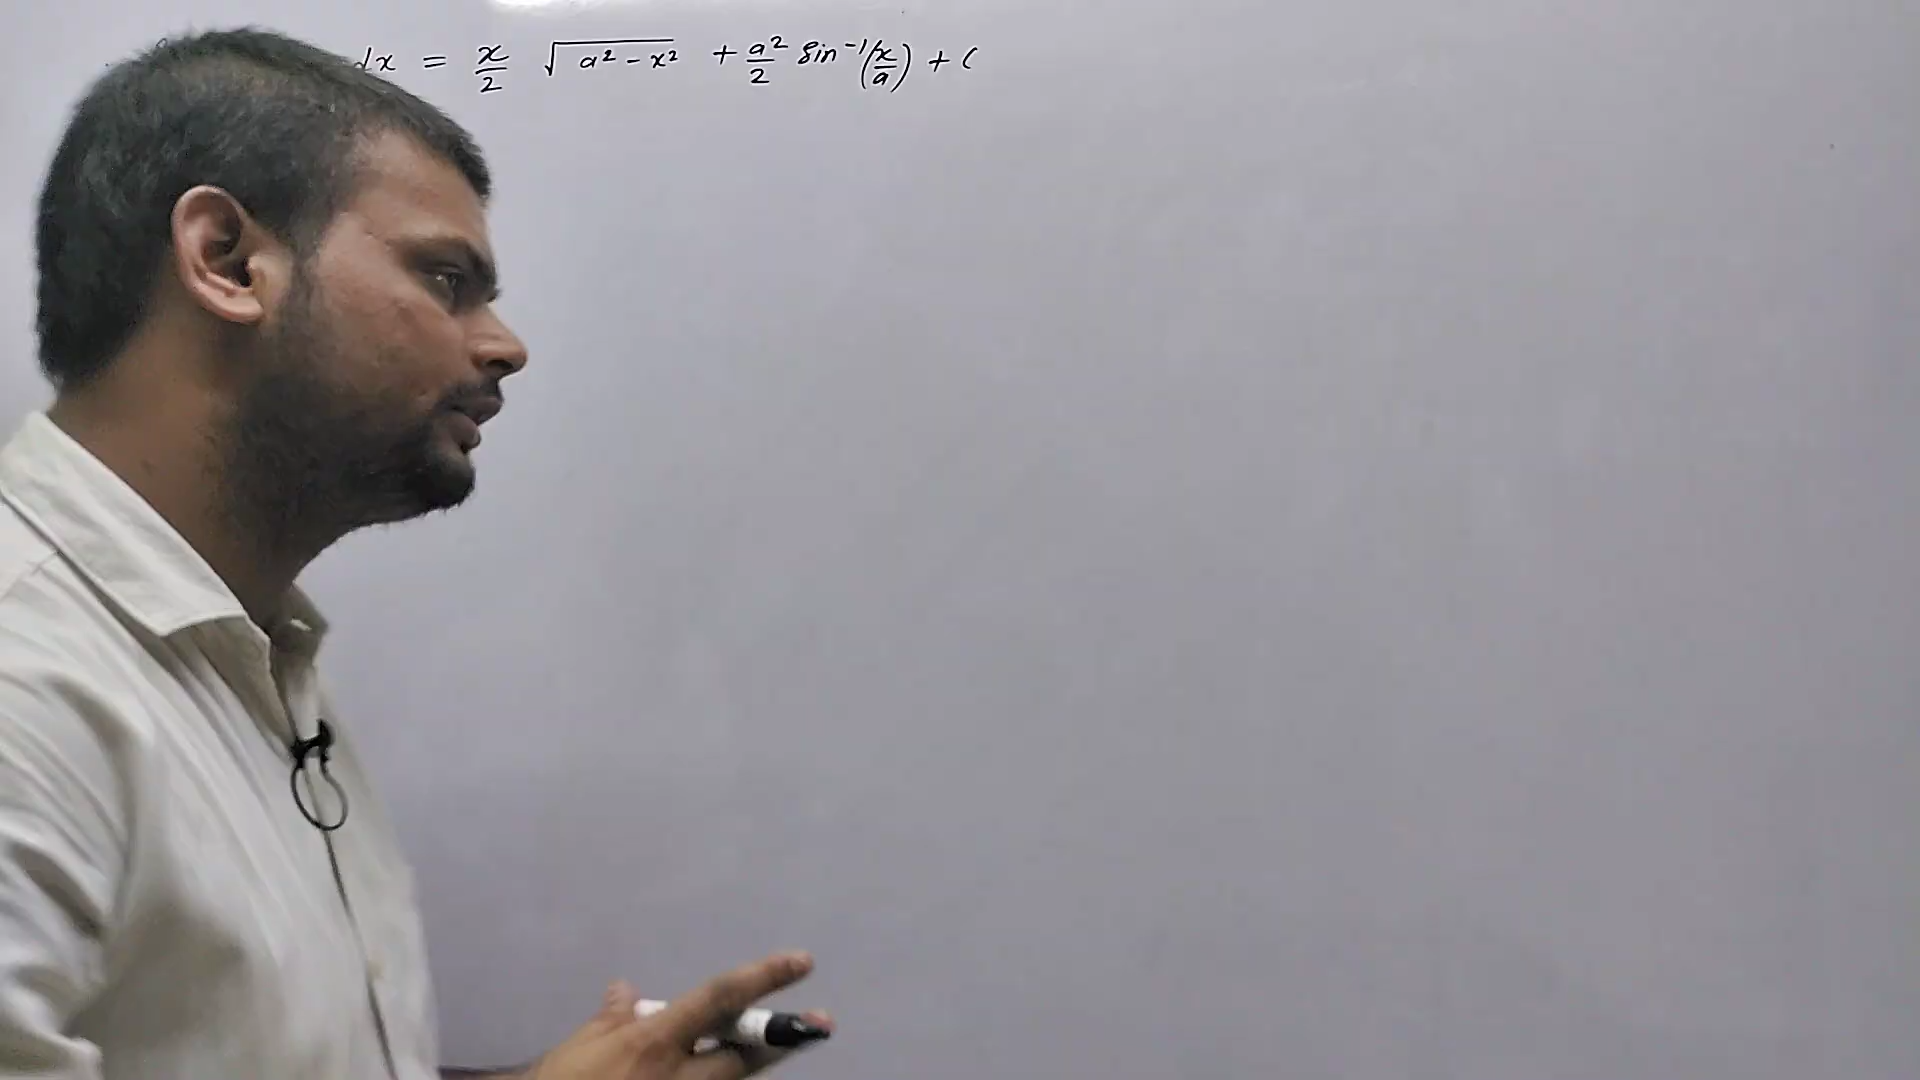 dx = x/2 √(a² - x²) + a²/2 sin⁻¹(x/a) + C